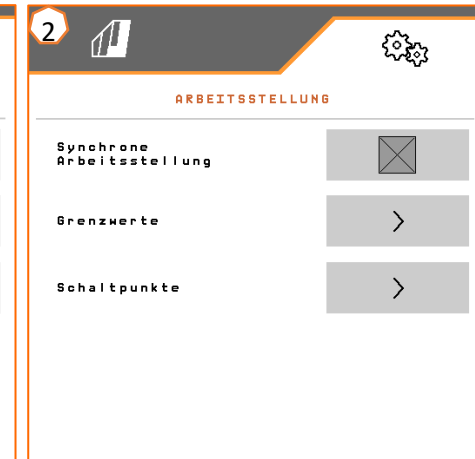 2
ARBEITSSTELLUNG
Synchrone
Arbeitsstellung
Grenzwerte
Schaltpunkte